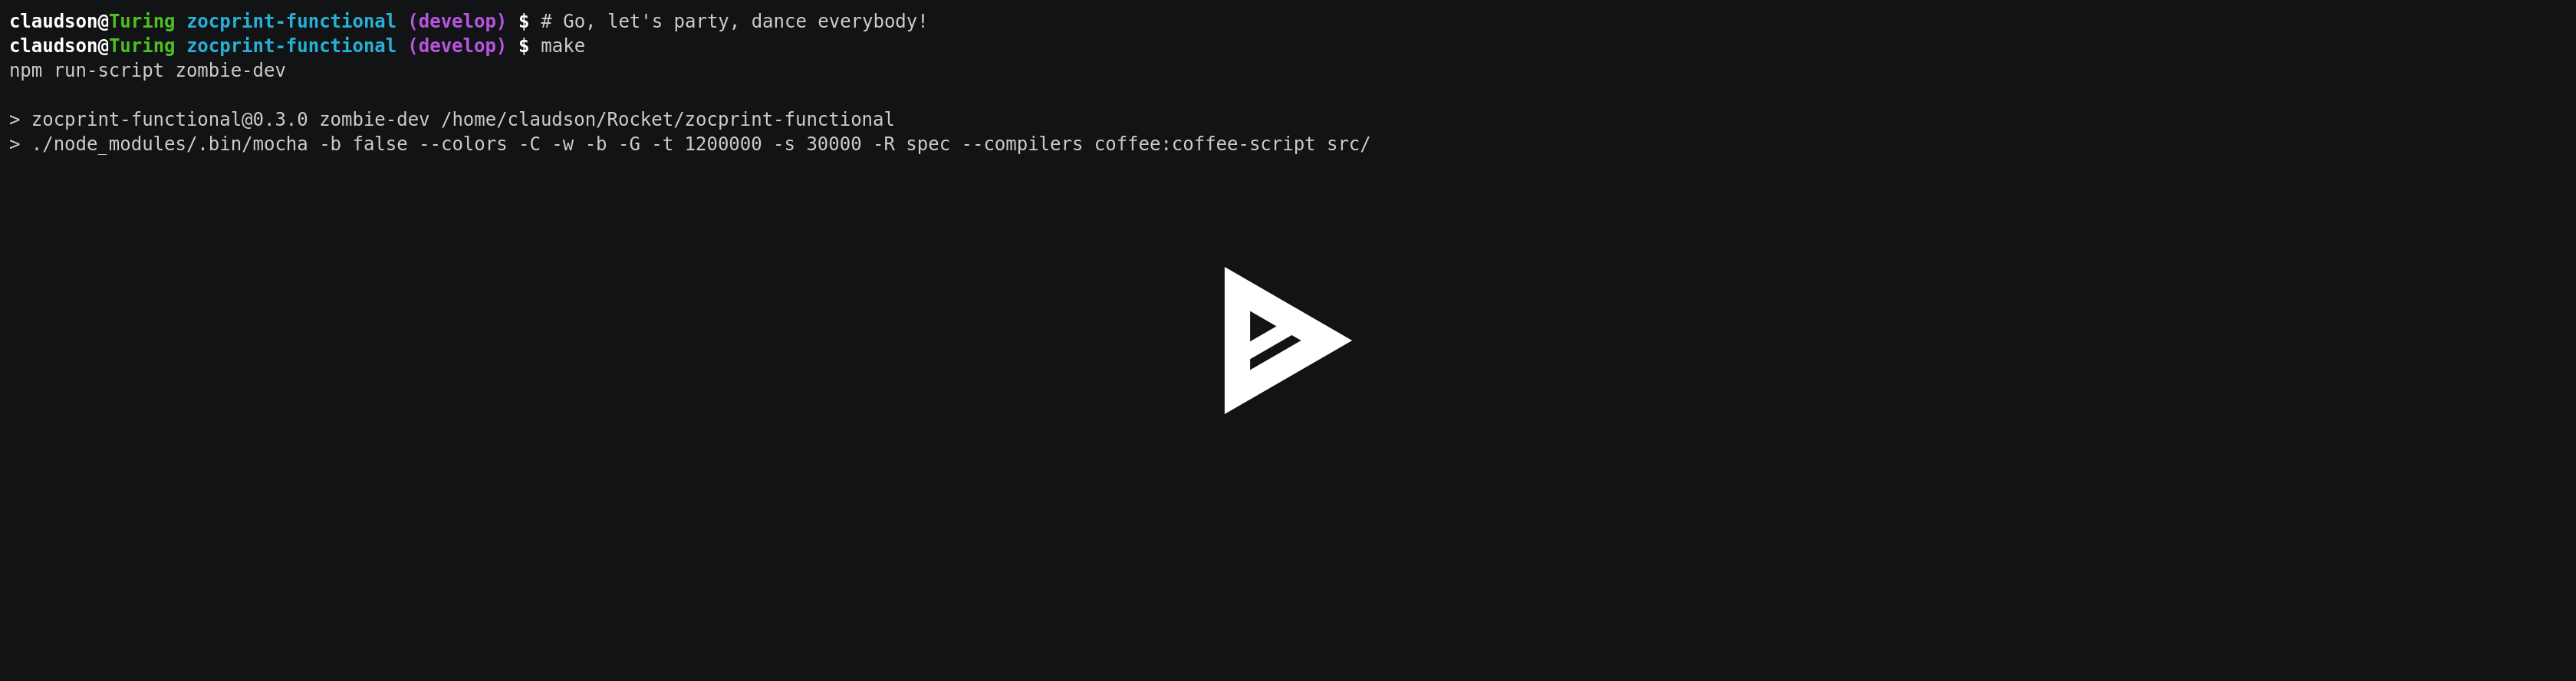 claudson@Turing zocprint-functional (develop) $ # Go, let's party, dance everybody!
claudson@Turing zocprint-functional (develop) $ make
npm run-script zombie-dev
> zocprint-functional@0.3.0 zombie-dev /home/claudson/Rocket/zocprint-functional
> ./node_modules/.bin/mocha -b false --colors -C -w -b -G -t 1200000 -s 30000 -R spec --compilers coffee:coffee-script src/